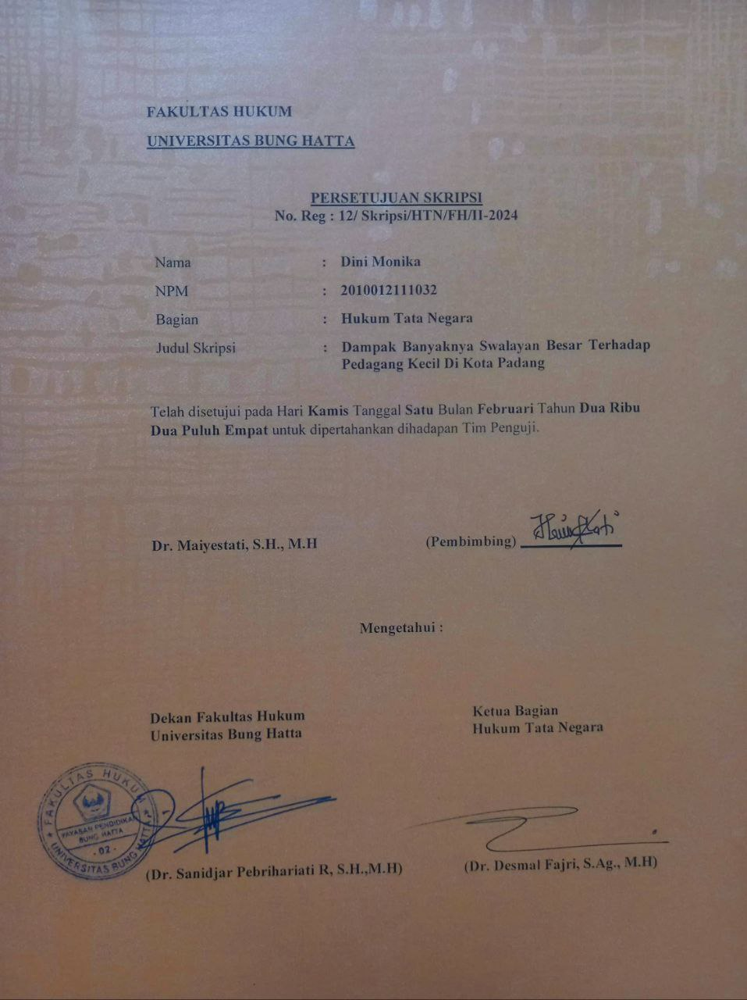 FAKULTAS HUKUM
UNIVERSITAS BUNG HATTA
PERSETUJUAN SKRIPSI
No. Reg : 12/ Skripsi/HTN/FH/II-2024
Nama : Dini Monika
NPM : 2010012111032
Bagian : Hukum Tata Negara
Judul Skripsi : Dampak Banyaknya Swalayan Besar Terhadap
Pedagang Kecil Di Kota Padang
Telah disetujui pada Hari Kamis Tanggal Satu Bulan Februari Tahun Dua Ribu
Dua Puluh Empat untuk dipertahankan dihadapan Tim Penguji.
Dr. Maiyestati, S.H., M.H (Pembimbing)
Mengetahui :
Dekan Fakultas Hukum
Universitas Bung Hatta
Ketua Bagian
Hukum Tata Negara
FAKULTAS HUKUM
YAYASAN PENDIDIKAN
BUNG HATTA
- 02 -
UNIVERSITAS BUNG HATTA
(Dr. Sanidjar Pebrihariati R, S.H.,M.H)
(Dr. Desmal Fajri, S.Ag., M.H)